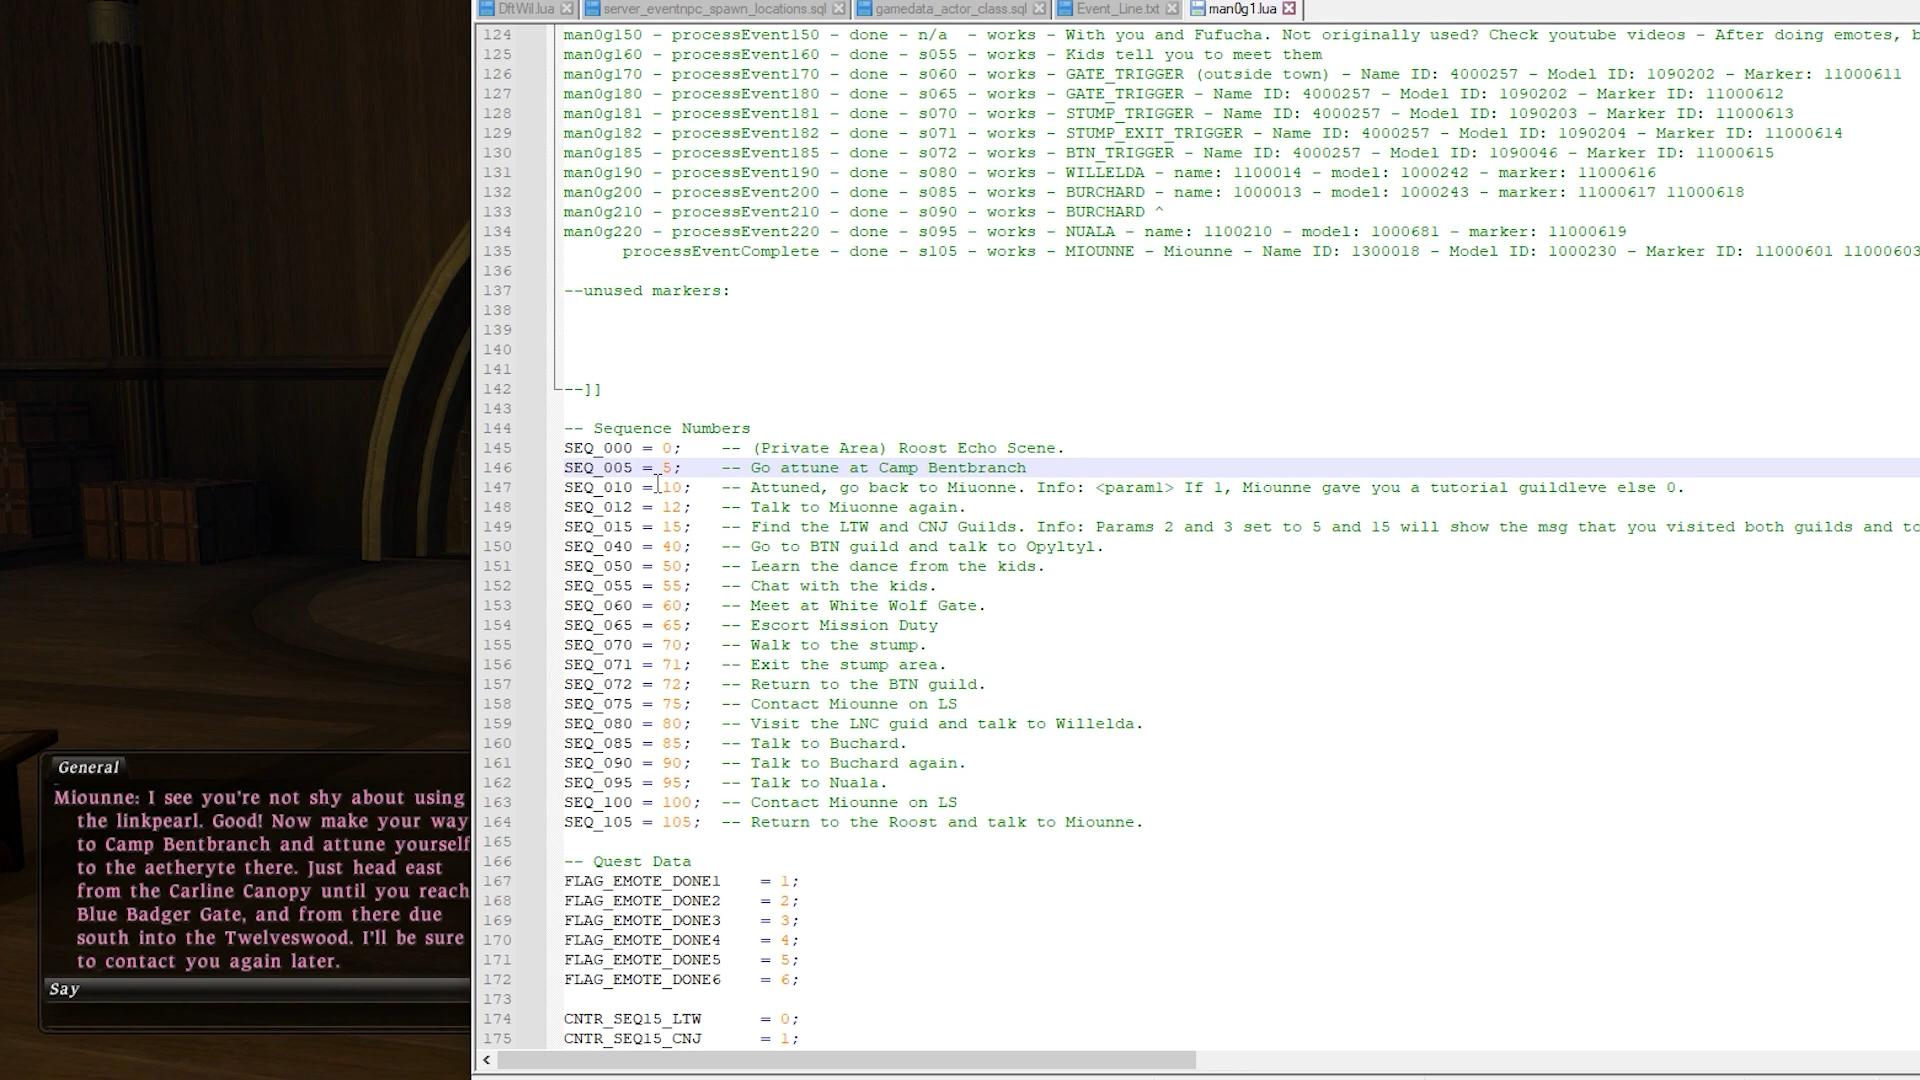 DftWil.lua
server_eventnpc_spawn_locations.sql
gamedata_actor_class.sql
Event_Line.txt
man0g1.lua
124 man0g150 - processEvent150 - done - n/a - works - With you and Fufucha. Not originally used? Check youtube videos - After doing emotes, b
125 man0g160 - processEvent160 - done - s055 - works - Kids tell you to meet them
126 man0g170 - processEvent170 - done - s060 - works - GATE_TRIGGER (outside town) - Name ID: 4000257 - Model ID: 1090202 - Marker: 11000611
127 man0g180 - processEvent180 - done - s065 - works - GATE_TRIGGER - Name ID: 4000257 - Model ID: 1090202 - Marker ID: 11000612
128 man0g181 - processEvent181 - done - s070 - works - STUMP_TRIGGER - Name ID: 4000257 - Model ID: 1090203 - Marker ID: 11000613
129 man0g182 - processEvent182 - done - s071 - works - STUMP_EXIT_TRIGGER - Name ID: 4000257 - Model ID: 1090204 - Marker ID: 11000614
130 man0g185 - processEvent185 - done - s072 - works - BTN_TRIGGER - Name ID: 4000257 - Model ID: 1090046 - Marker ID: 11000615
131 man0g190 - processEvent190 - done - s080 - works - WILLELDA - name: 1100014 - model: 1000242 - marker: 11000616
132 man0g200 - processEvent200 - done - s085 - works - BURCHARD - name: 1000013 - model: 1000243 - marker: 11000617 11000618
133 man0g210 - processEvent210 - done - s090 - works - BURCHARD ^
134 man0g220 - processEvent220 - done - s095 - works - NUALA - name: 1100210 - model: 1000681 - marker: 11000619
135 processEventComplete - done - s105 - works - MIOUNNE - Miounne - Name ID: 1300018 - Model ID: 1000230 - Marker ID: 11000601 11000603
136
137 --unused markers:
138
139
140
141
142 --]]
143
144 -- Sequence Numbers
145 SEQ_000 = 0; -- (Private Area) Roost Echo Scene.
146 SEQ_005 = 5; -- Go attune at Camp Bentbranch
147 SEQ_010 = 10; -- Attuned, go back to Miuonne. Info: <param1> If 1, Miounne gave you a tutorial guildleve else 0.
148 SEQ_012 = 12; -- Talk to Miuonne again.
149 SEQ_015 = 15; -- Find the LTW and CNJ Guilds. Info: Params 2 and 3 set to 5 and 15 will show the msg that you visited both guilds and to
150 SEQ_040 = 40; -- Go to BTN guild and talk to Opyltyl.
151 SEQ_050 = 50; -- Learn the dance from the kids.
152 SEQ_055 = 55; -- Chat with the kids.
153 SEQ_060 = 60; -- Meet at White Wolf Gate.
154 SEQ_065 = 65; -- Escort Mission Duty
155 SEQ_070 = 70; -- Walk to the stump.
156 SEQ_071 = 71; -- Exit the stump area.
157 SEQ_072 = 72; -- Return to the BTN guild.
158 SEQ_075 = 75; -- Contact Miounne on LS
159 SEQ_080 = 80; -- Visit the LNC guid and talk to Willelda.
160 SEQ_085 = 85; -- Talk to Buchard.
161 SEQ_090 = 90; -- Talk to Buchard again.
162 SEQ_095 = 95; -- Talk to Nuala.
163 SEQ_100 = 100; -- Contact Miounne on LS
164 SEQ_105 = 105; -- Return to the Roost and talk to Miounne.
165
166 -- Quest Data
167 FLAG_EMOTE_DONE1 = 1;
168 FLAG_EMOTE_DONE2 = 2;
169 FLAG_EMOTE_DONE3 = 3;
170 FLAG_EMOTE_DONE4 = 4;
171 FLAG_EMOTE_DONE5 = 5;
172 FLAG_EMOTE_DONE6 = 6;
173
174 CNTR_SEQ15_LTW = 0;
175 CNTR_SEQ15_CNJ = 1;
General
Miounne: I see you're not shy about using
the linkpearl. Good! Now make your way
to Camp Bentbranch and attune yourself
to the aetheryte there. Just head east
from the Carline Canopy until you reach
Blue Badger Gate, and from there due
south into the Twelveswood. I'll be sure
to contact you again later.
Say